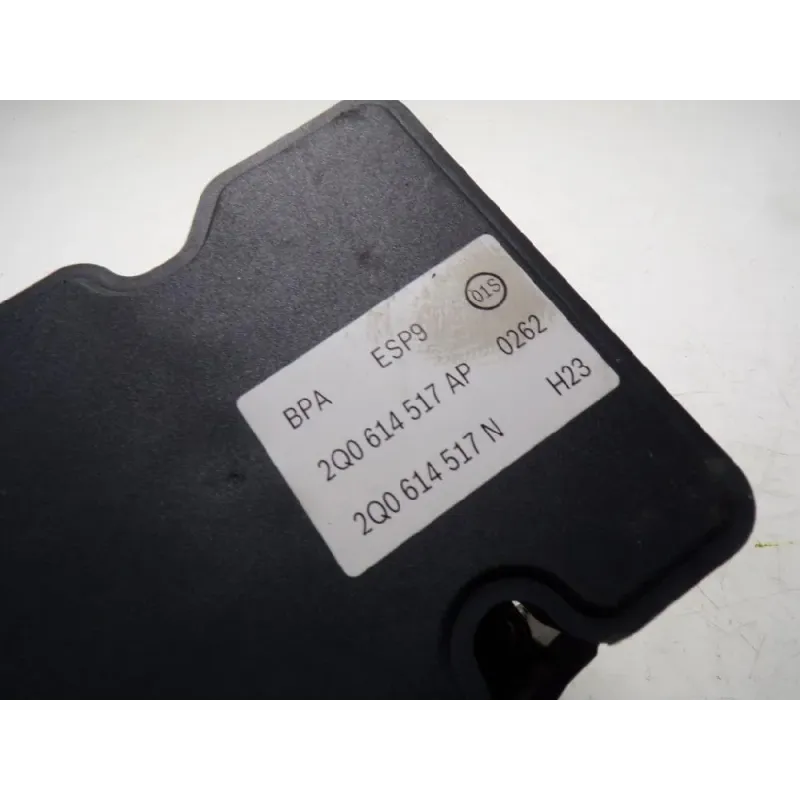 BPA ESP9 01S
2Q0 614 517 AP 0262
2Q0 614 517 N H23